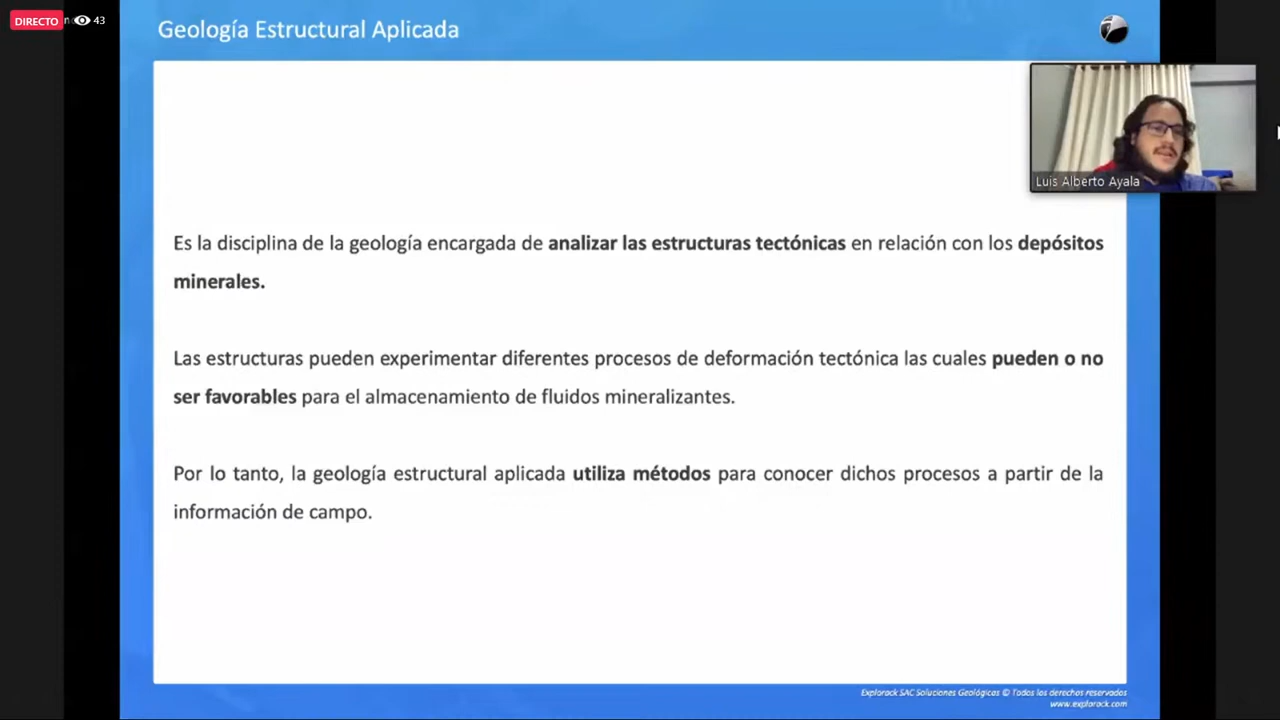 DIRECTO 43
Geología Estructural Aplicada
Luis Alberto Ayala
Es la disciplina de la geología encargada de analizar las estructuras tectónicas en relación con los depósitos
minerales.
Las estructuras pueden experimentar diferentes procesos de deformación tectónica las cuales pueden o no
ser favorables para el almacenamiento de fluidos mineralizantes.
Por lo tanto, la geología estructural aplicada utiliza métodos para conocer dichos procesos a partir de la
información de campo.
Explorock SAC Soluciones Geológicas © Todos los derechos reservados
www.explorock.com